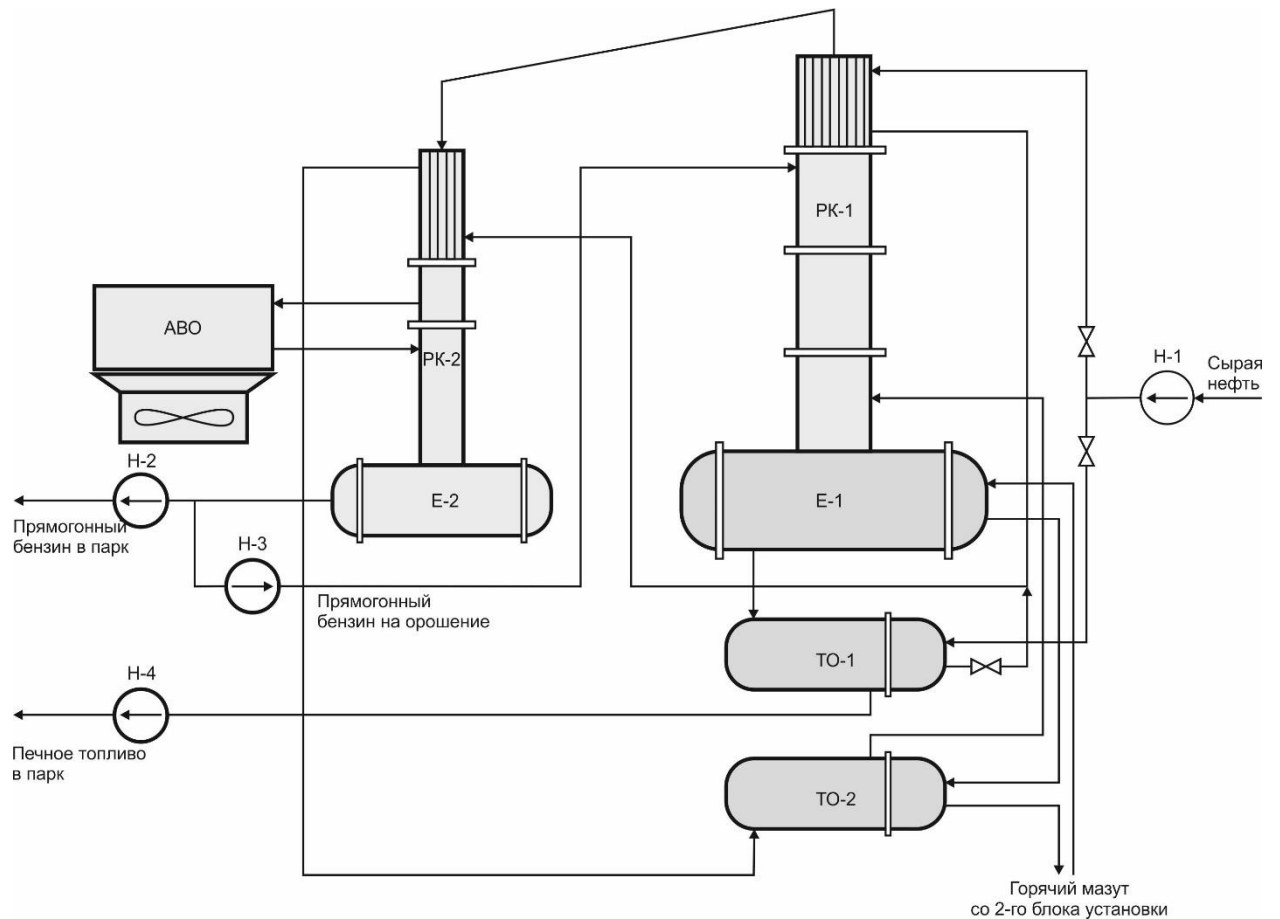 РК-1
АВО
РК-2
Н-1
Сырая
нефть
Н-2
Е-2
Е-1
Прямогонный
бензин в парк
Н-3
Прямогонный
бензин на орошение
ТО-1
Н-4
Печное топливо
в парк
ТО-2
Горячий мазут
со 2-го блока установки